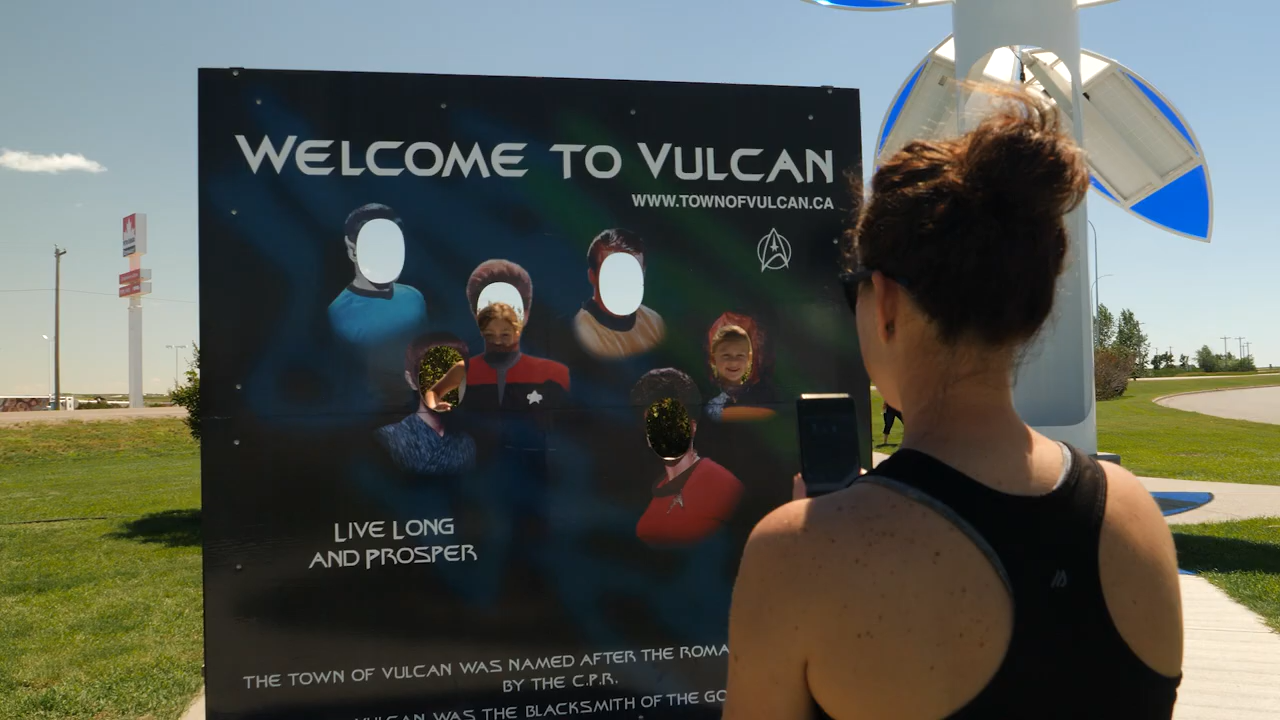 WELCOME TO VULCAN
WWW.TOWNOFVULCAN.CA
LIVE LONG
AND PROSPER
THE TOWN OF VULCAN WAS NAMED AFTER THE ROMA
BY THE C.P.R.
VULCAN WAS THE BLACKSMITH OF THE GO